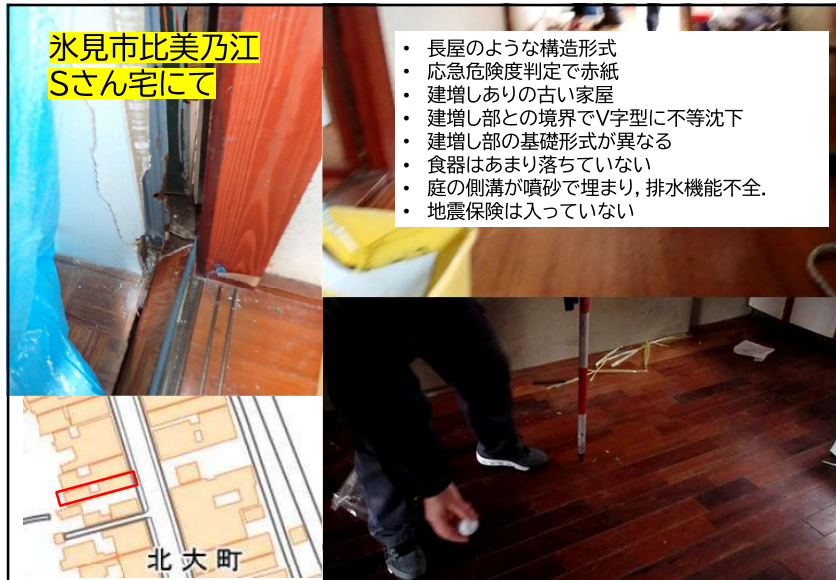 氷見市比美乃江
Sさん宅にて
• 長屋のような構造形式
• 応急危険度判定で赤紙
• 建増しありの古い家屋
• 建増し部との境界でV字型に不等沈下
• 建増し部の基礎形式が異なる
• 食器はあまり落ちていない
• 庭の側溝が噴砂で埋まり, 排水機能不全.
• 地震保険は入っていない
北大町